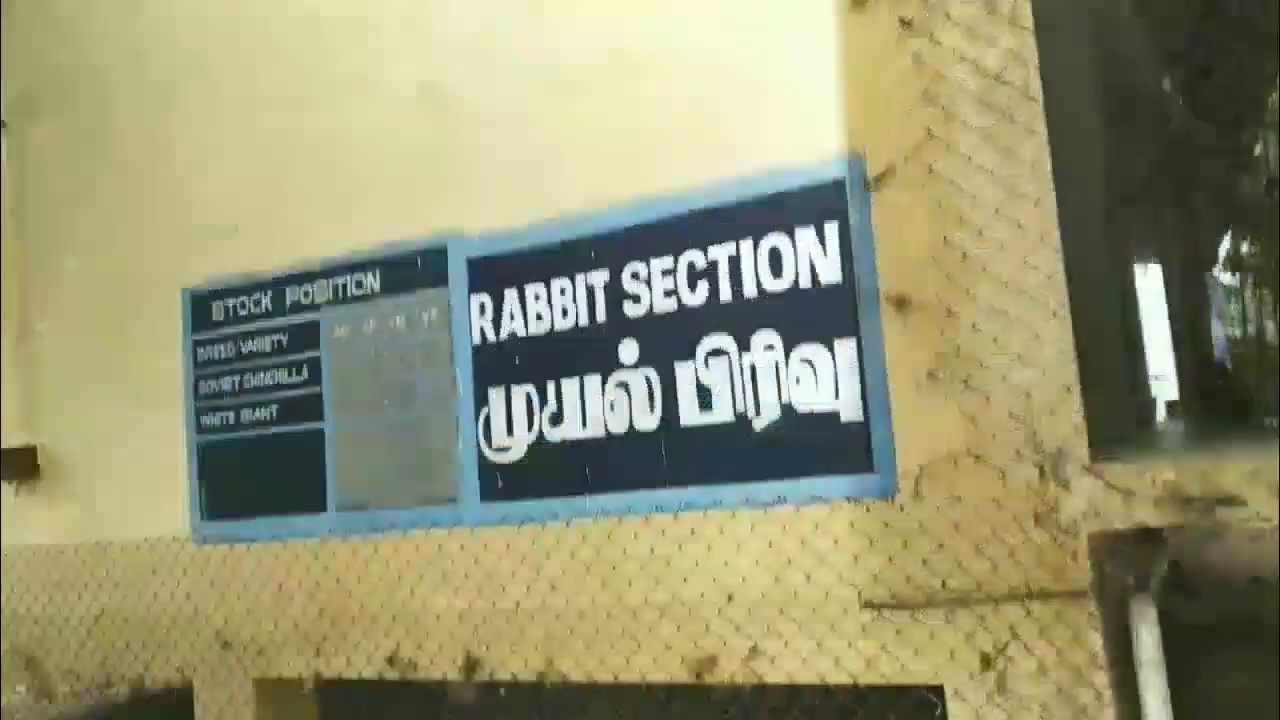 STOCK POSITION
BREED VARIETY
SOVIET CHINCHILLA
WHITE GIANT
RABBIT SECTION
முயல் பிரிவு